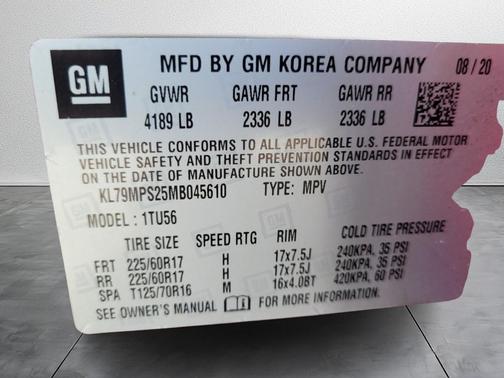 GM
MFD BY GM KOREA COMPANY 08/20
GVWR GAWR FRT GAWR RR
4189 LB 2336 LB 2336 LB
THIS VEHICLE CONFORMS TO ALL APPLICABLE U.S. FEDERAL MOTOR
VEHICLE SAFETY AND THEFT PREVENTION STANDARDS IN EFFECT
ON THE DATE OF MANUFACTURE SHOWN ABOVE.
KL79MPS25MB045610 TYPE: MPV
MODEL: 1TU56
TIRE SIZE SPEED RTG RIM COLD TIRE PRESSURE
FRT 225/60R17 H 17x7.5J 240KPA, 35 PSI
RR 225/60R17 H 17x7.5J 240KPA, 35 PSI
SPA T125/70R16 M 16x4.0BT 420KPA, 60 PSI
SEE OWNER'S MANUAL FOR MORE INFORMATION.